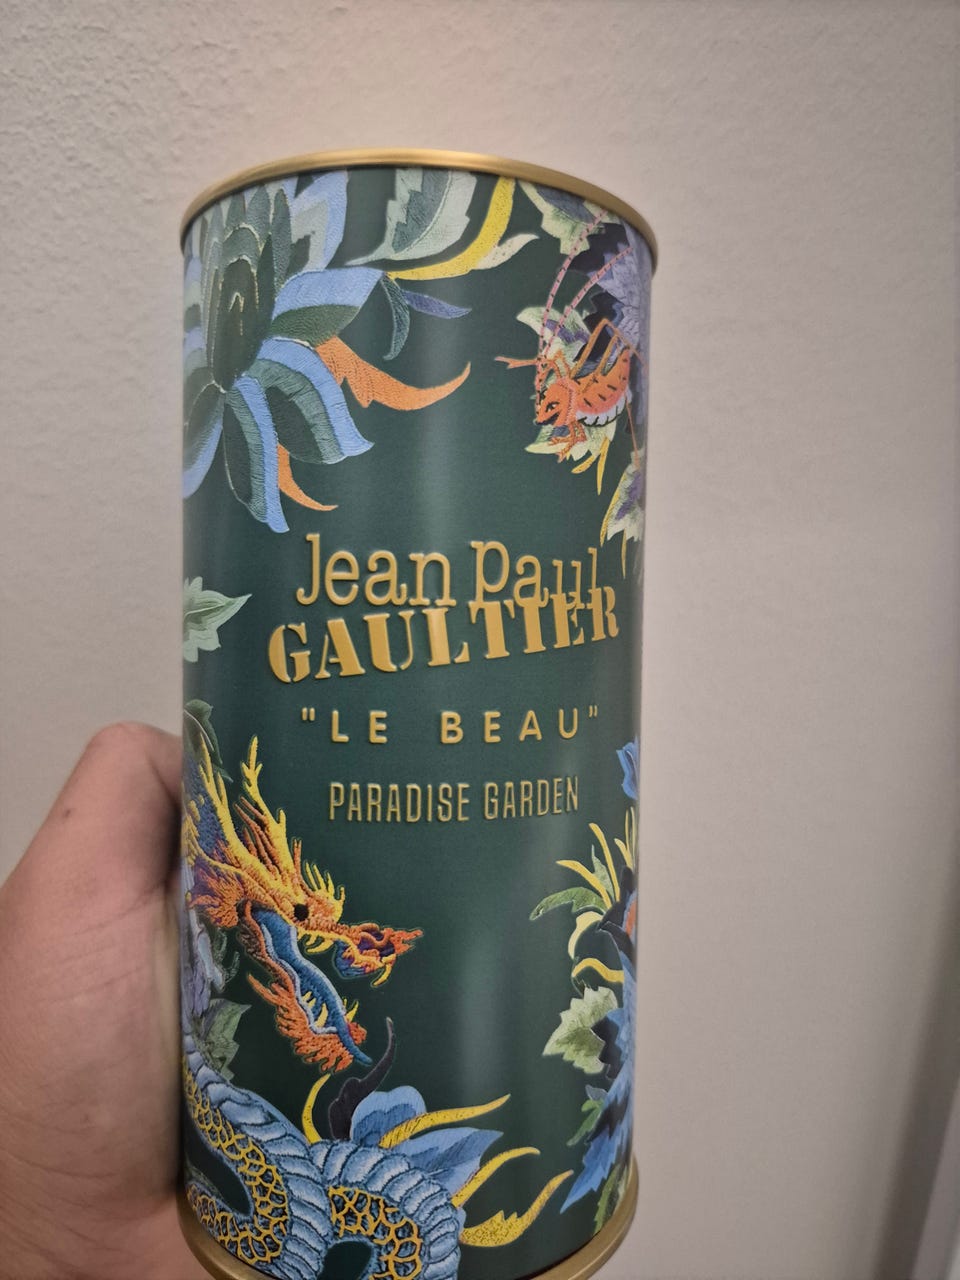 Jean Paul
GAULTIER
"LE BEAU"
PARADISE GARDEN